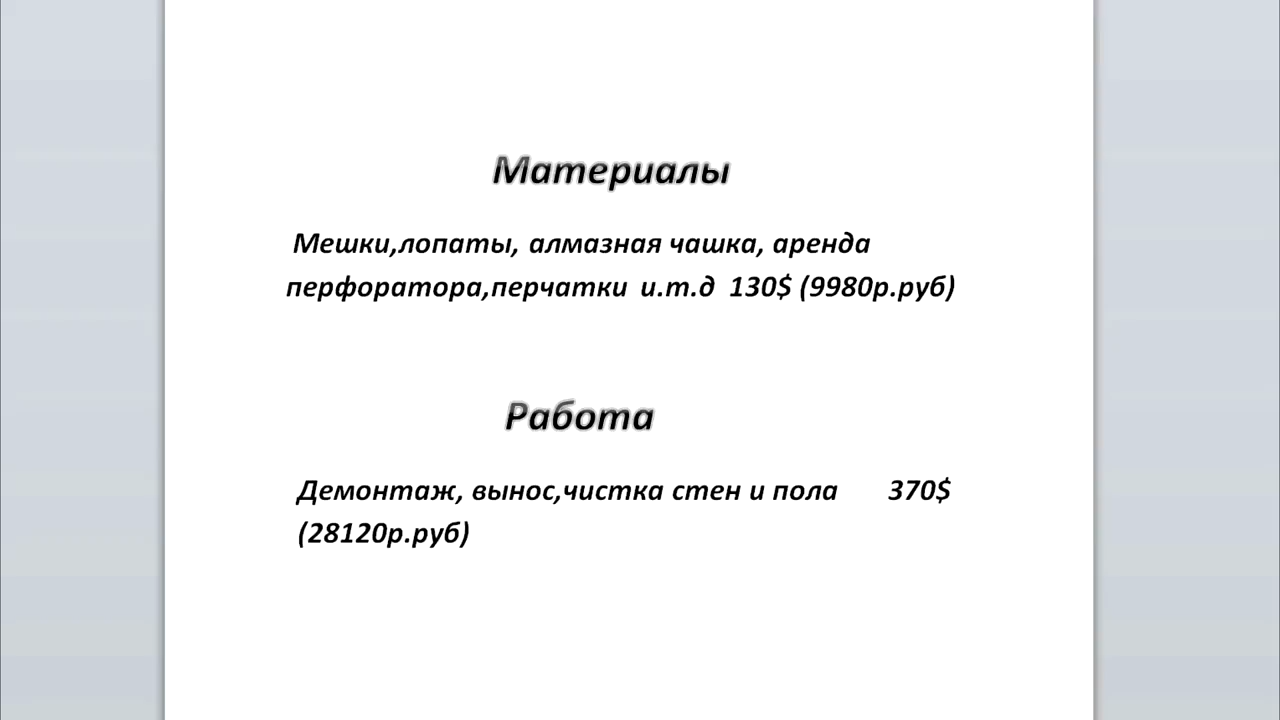 Материалы
Мешки,лопаты, алмазная чашка, аренда
перфоратора,перчатки и.т.д 130$ (9980р.руб)
Работа
Демонтаж, вынос,чистка стен и пола 370$
(28120р.руб)